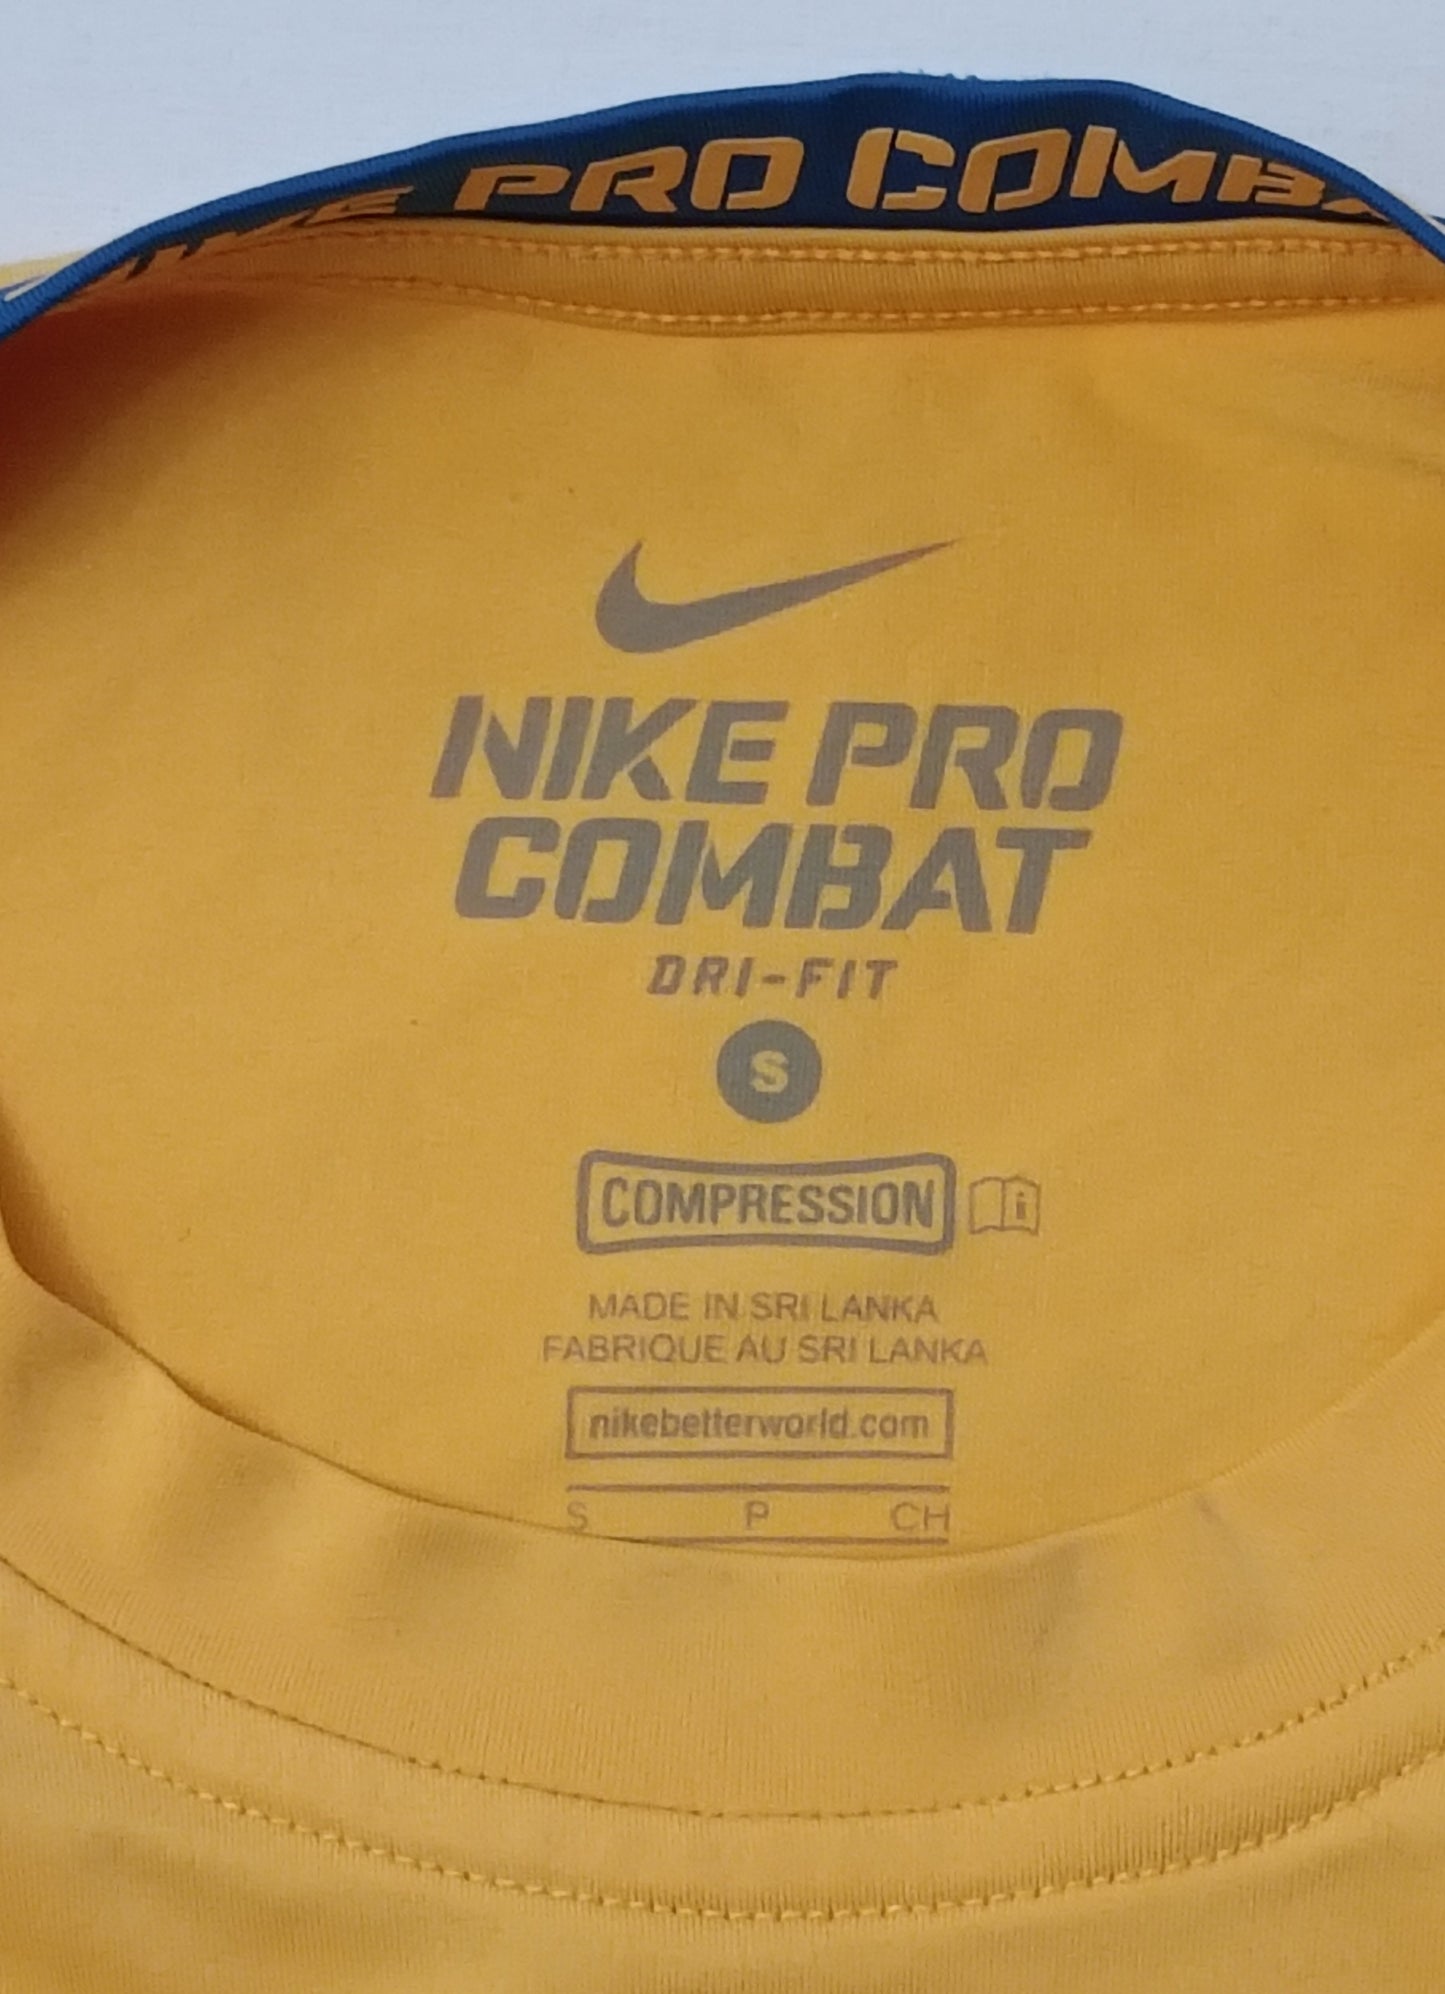 NIKE PRO COMBA
NIKE PRO
COMBAT
DRI-FIT
S
COMPRESSION i
MADE IN SRI LANKA
FABRIQUE AU SRI LANKA
nikebetterworld.com
S P CH